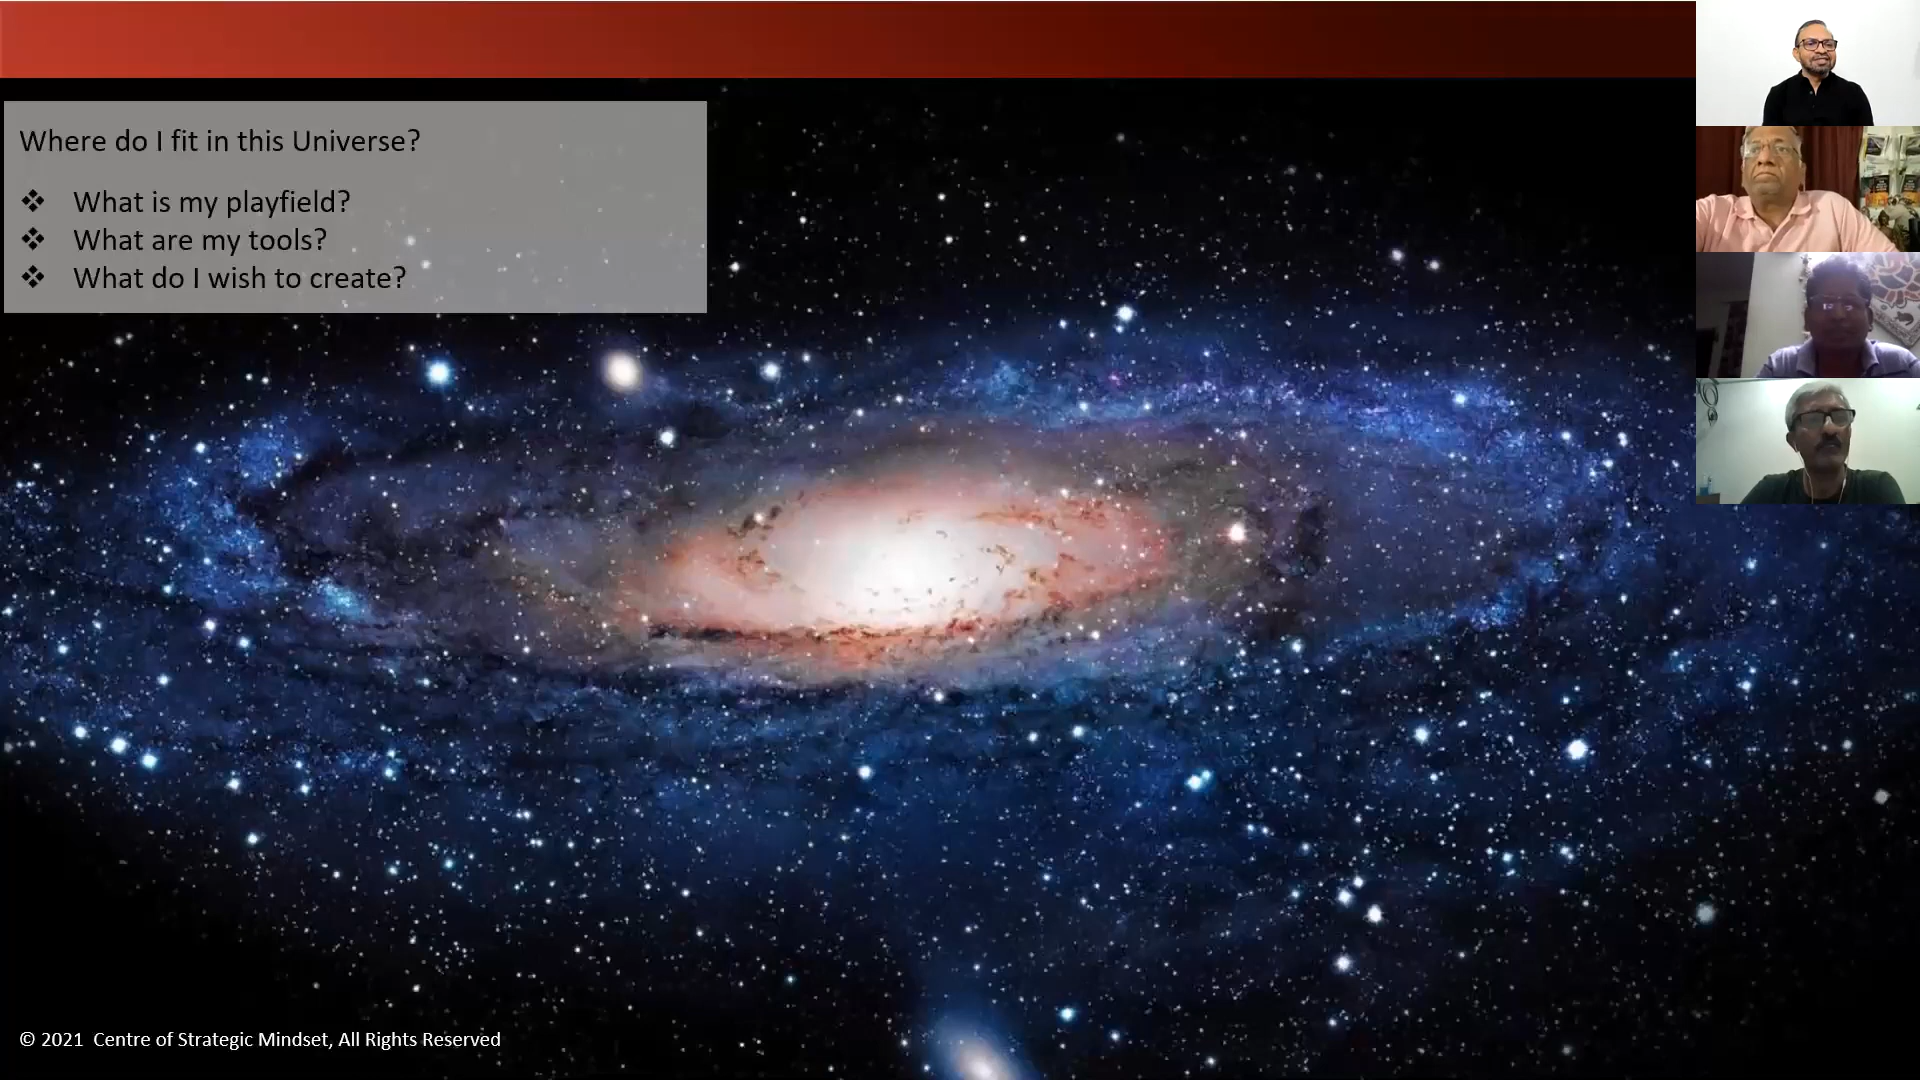 Where do I fit in this Universe?
❖ What is my playfield?
❖ What are my tools?
❖ What do I wish to create?
© 2021 Centre of Strategic Mindset, All Rights Reserved